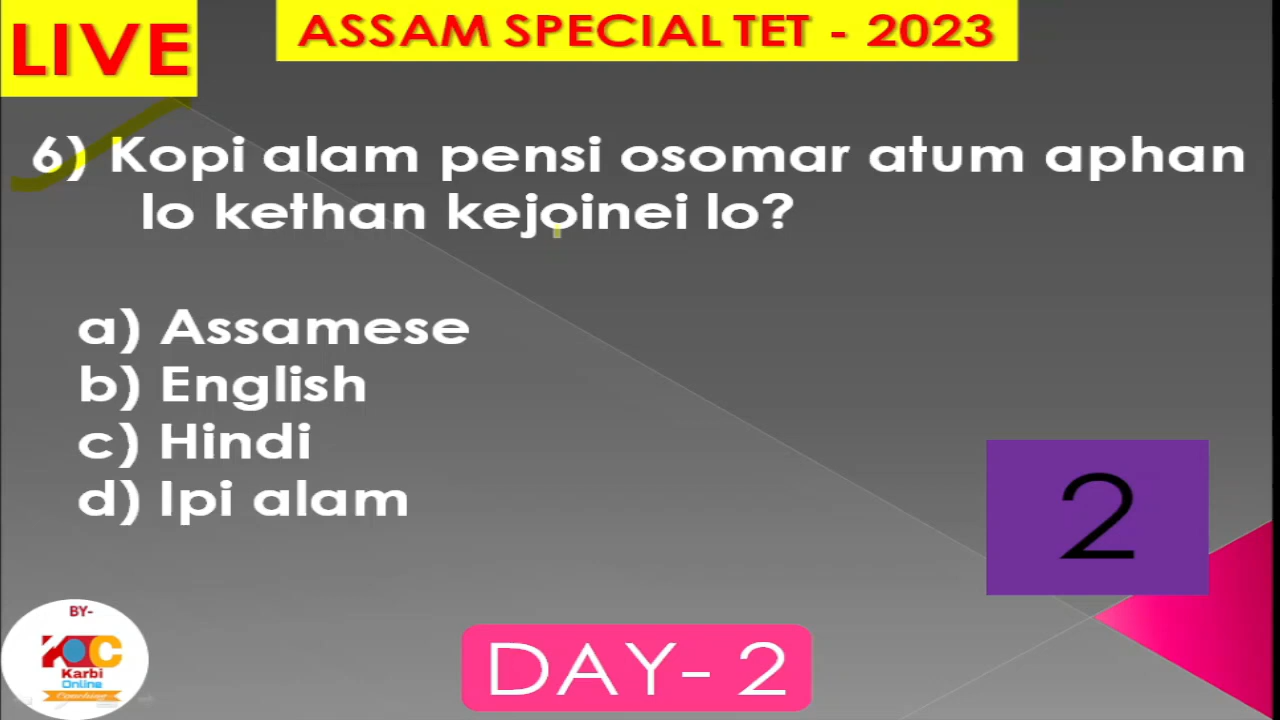 LIVE
ASSAM SPECIAL TET - 2023
6) Kopi alam pensi osomar atum aphan
lo kethan kejoinei lo?
a) Assamese
b) English
c) Hindi
d) Ipi alam
2
BY-
KOC
Karbi
Online
Coaching
DAY- 2